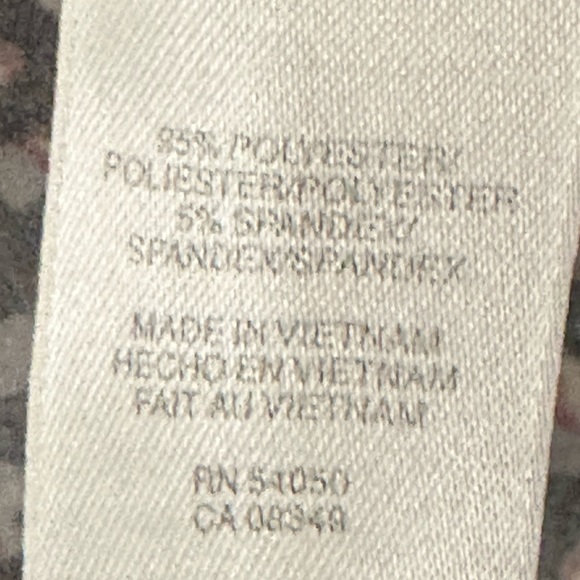 95% POLYESTER/
POLIESTER/POLYESTER
5% SPANDEX/
SPANDEX/SPANDEX
MADE IN VIETNAM
HECHO EN VIETNAM
FAIT AU VIETNAM
RN 54050
CA 08349